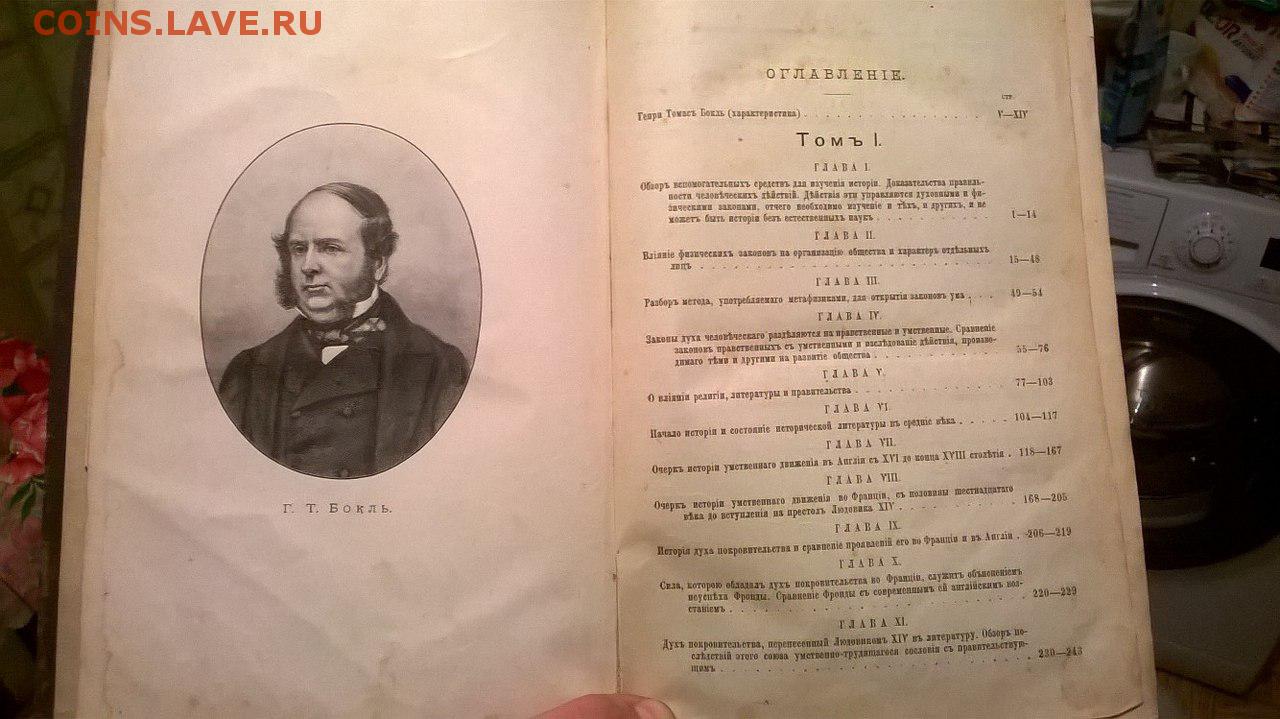 COINS.LAVE.RU
Г. Т. Бокль.
ОГЛАВЛЕНІЕ.
СТР.
Генри Томасъ Бокль (характеристика) . . . V—XIV
Томъ I.
ГЛАВА I.
Обзоръ вспомогательныхъ средствъ для изученія исторіи. Доказательства правиль-
ности человѣческихъ дѣйствій. Дѣйствія эти управляются духовными и фи-
зическими законами, отчего необходимо изученіе и тѣхъ, и другихъ, и не
можетъ быть исторіи безъ естественныхъ наукъ . . . 1—14
ГЛАВА II.
Вліяніе физическихъ законовъ на организацію общества и характеръ отдѣльныхъ
лицъ . . . 15—48
ГЛАВА III.
Разборъ метода, употребляемаго метафизиками, для открытія законовъ ума . . . 49—54
ГЛАВА IV.
Законы духа человѣческаго раздѣляются на нравственные и умственные. Сравненіе
законовъ нравственныхъ съ умственными и изслѣдованіе дѣйствія, произво-
димаго тѣми и другими на развитіе общества . . . 55—76
ГЛАВА V.
О вліяніи религіи, литературы и правительства . . . 77—103
ГЛАВА VI.
Начало исторіи и состояніе исторической литературы въ средніе вѣка . . . 104—117
ГЛАВА VII.
Очеркъ исторіи умственнаго движенія въ Англіи съ XVI до конца XVIII столѣтія . 118—167
ГЛАВА VIII.
Очеркъ исторіи умственнаго движенія во Франціи, съ половины шестнадцатаго
вѣка до вступленія на престолъ Людовика XIV . . . 168—205
ГЛАВА IX.
Исторія духа покровительства и сравненіе проявленій его во Франціи и въ Англіи . 206—219
ГЛАВА X.
Сила, которою обладалъ духъ покровительства во Франціи, служитъ объясненіемъ
неуспѣха Фронды. Сравненіе Фронды съ современнымъ ей англійскимъ воз-
станіемъ . . . 220—229
ГЛАВА XI.
Духъ покровительства, перенесенный Людовикомъ XIV въ литературу. Обзоръ по-
слѣдствій этого союза умственно-трудящагося сословія съ правительствую-
щимъ . . . 230—243